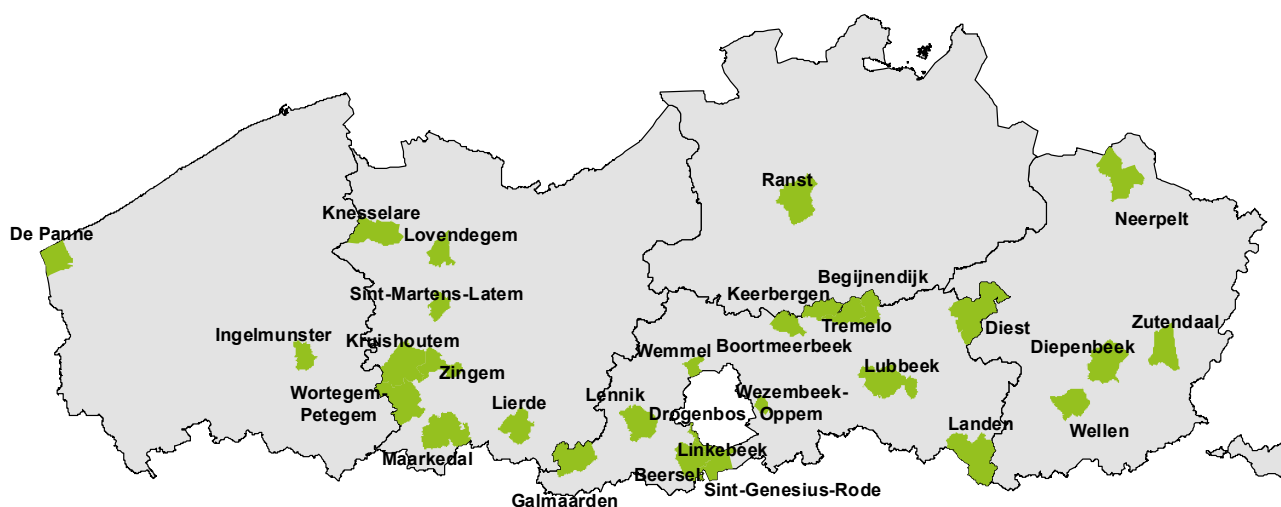 Ranst
Neerpelt
Knesselare
De Panne
Lovendegem
Begijnendijk
Sint-Martens-Latem
Keerbergen
Tremelo
Diest
Zutendaal
Ingelmunster
Kruishoutem
Boortmeerbeek
Diepenbeek
Wemmel
Zingem
Lubbeek
Wortegem-
Petegem
Lennik
Wezembeek-
Oppem
Lierde
Drogenbos
Landen
Wellen
Maarkedal
Linkebeek
Beersel
Sint-Genesius-Rode
Galmaarden